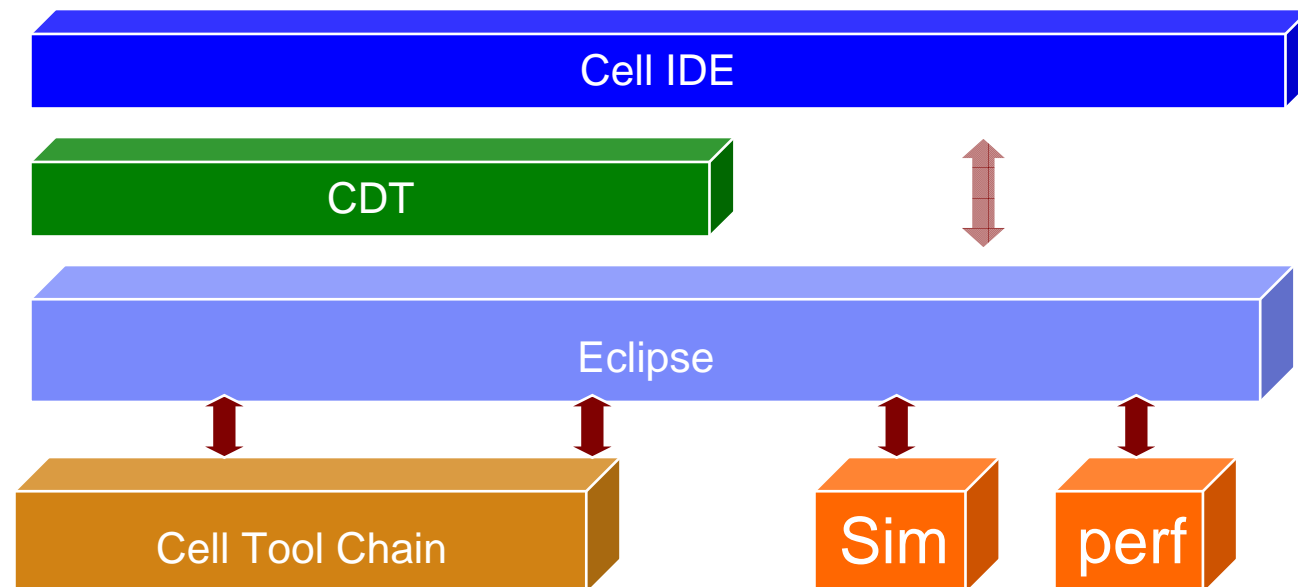 Cell IDE
CDT
Eclipse
Cell Tool Chain
Sim
perf